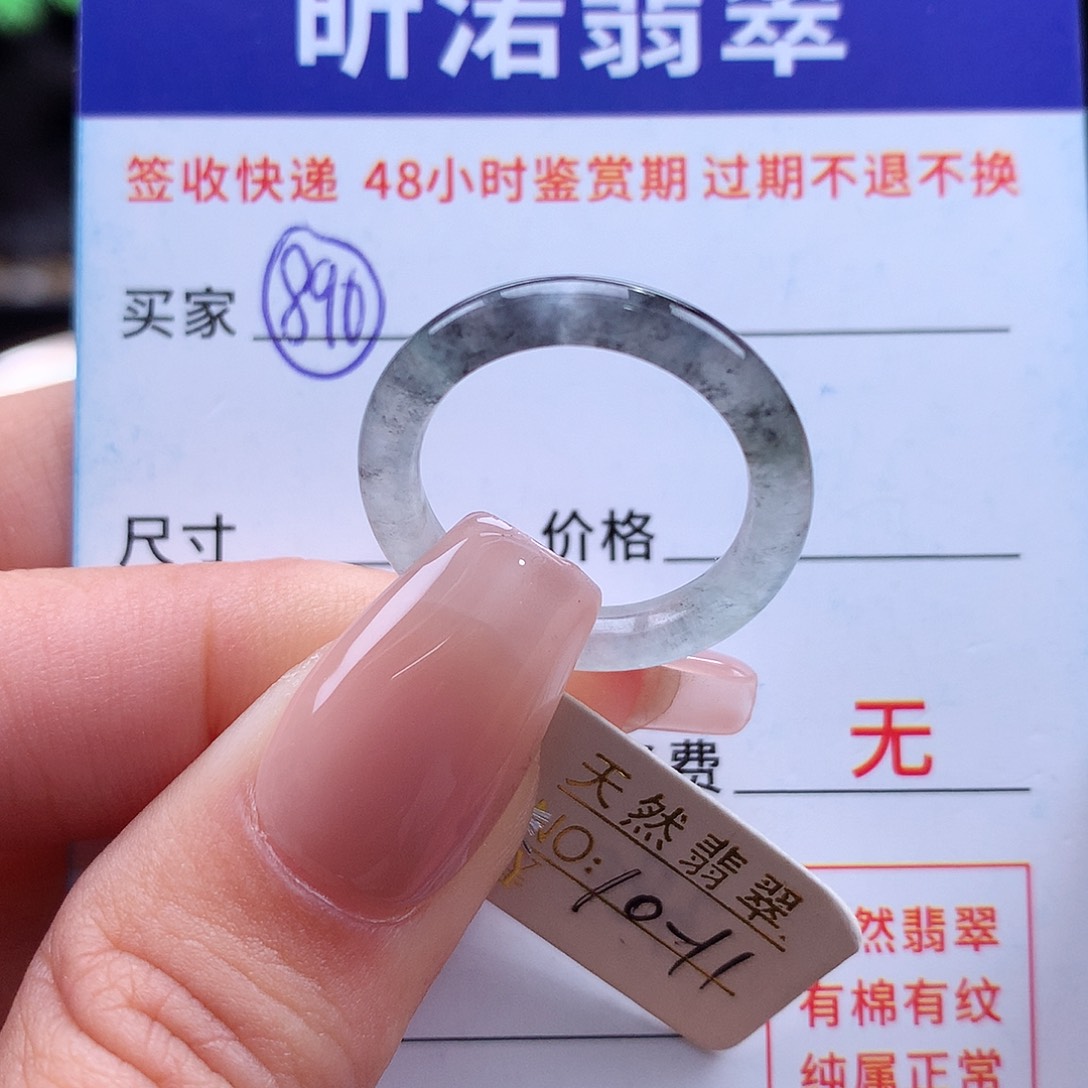 昕渃翡翠
签收快递 48小时鉴赏期 过期不退不换
买家 890
尺寸 价格
费 无
天然翡翠
然翡翠
有棉有纹
纯属正常